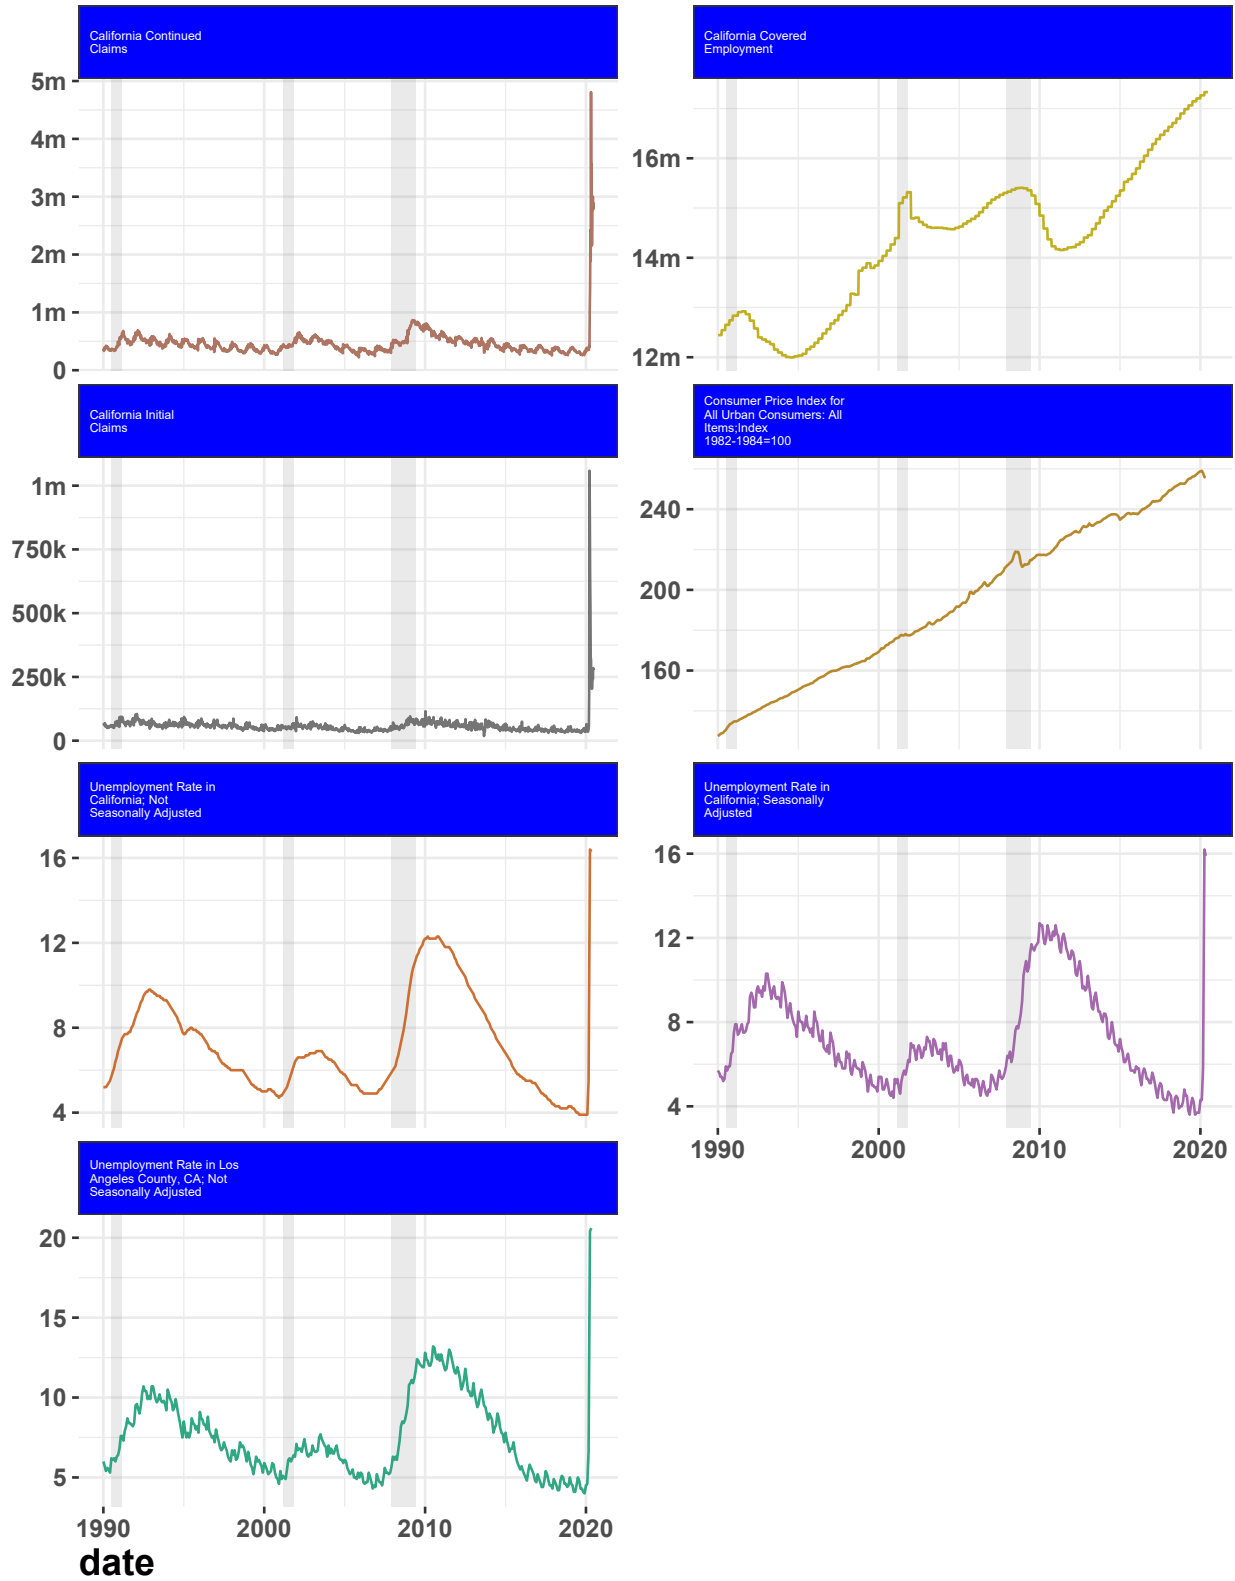 California Continued
Claims
5m
4m
3m
2m
1m
0
California Covered
Employment
16m
14m
12m
California Initial
Claims
1m
750k
500k
250k
0
Consumer Price Index for
All Urban Consumers: All
Items;Index
1982-1984=100
240
200
160
Unemployment Rate in
California; Not
Seasonally Adjusted
16
12
8
4
Unemployment Rate in
California; Seasonally
Adjusted
16
12
8
4
1990 2000 2010 2020
Unemployment Rate in Los
Angeles County, CA; Not
Seasonally Adjusted
20
15
10
5
1990 2000 2010 2020
date